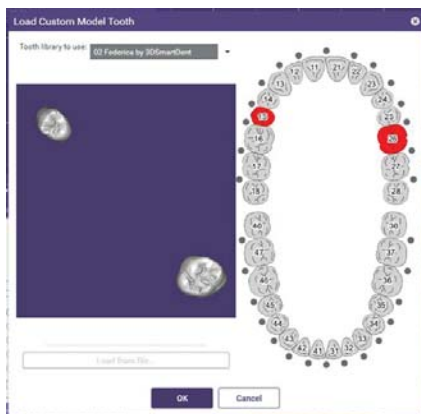 Load Custom Model Tooth
Tooth library to use: 02 Federica by 3DSmartDent
11 21
12 22
13 23
14 24
15 25
16 26
17 27
18 28
38
47 37
46 36
45 35
44 34
43 33
42 41 31 32
Load from file...
OK Cancel